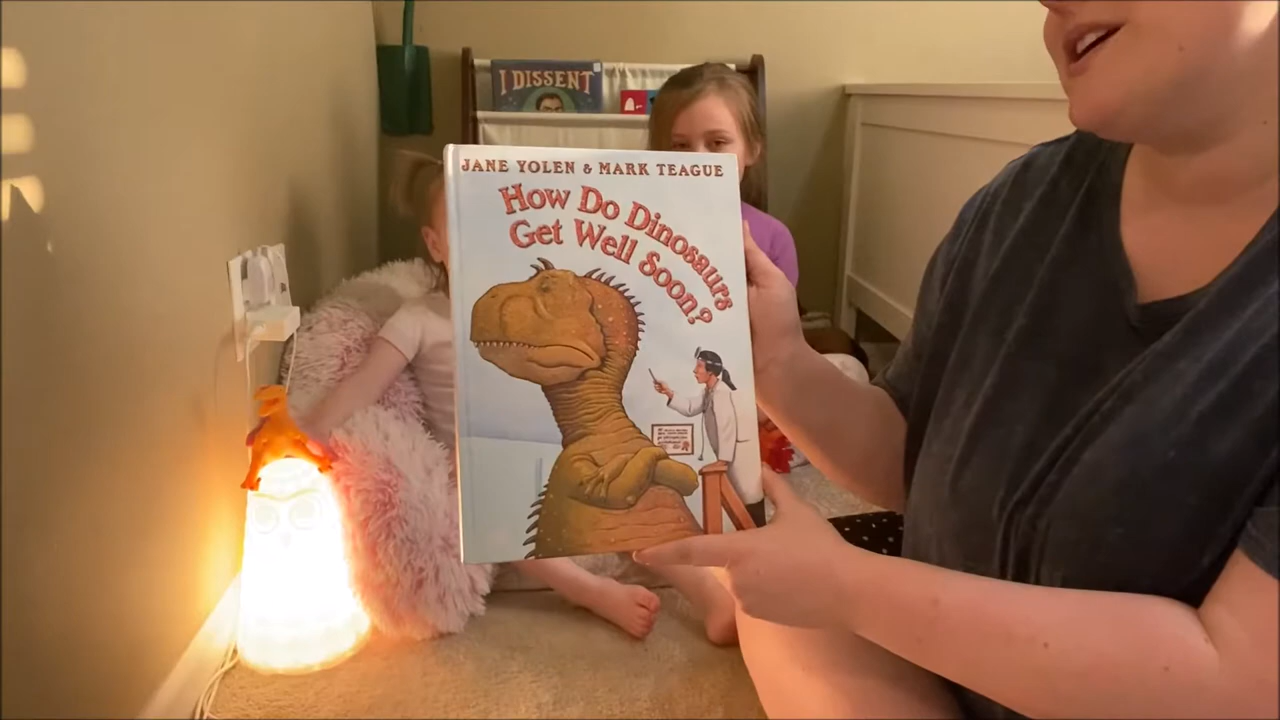 I DISSENT
JANE YOLEN & MARK TEAGUE
How Do Dinosaurs
Get Well Soon?